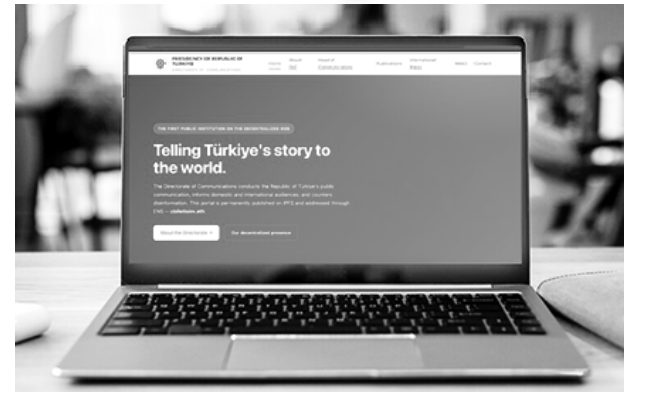 PRESIDENCY OF REPUBLIC OF
TÜRKİYE
Home
About
Head of
Communications
Publications
International
Press
Contact
THE FIRST PUBLIC INSTITUTION ON THE DECENTRALIZED WEB
Telling Türkiye's story to
the world.
The Directorate of Communications conducts the Republic of Türkiye's public
communication, informs domestic and international audiences, and counters
disinformation. This portal is permanently published on IPFS and addressed through
ENS —
About the Directorate
Our decentralized presence